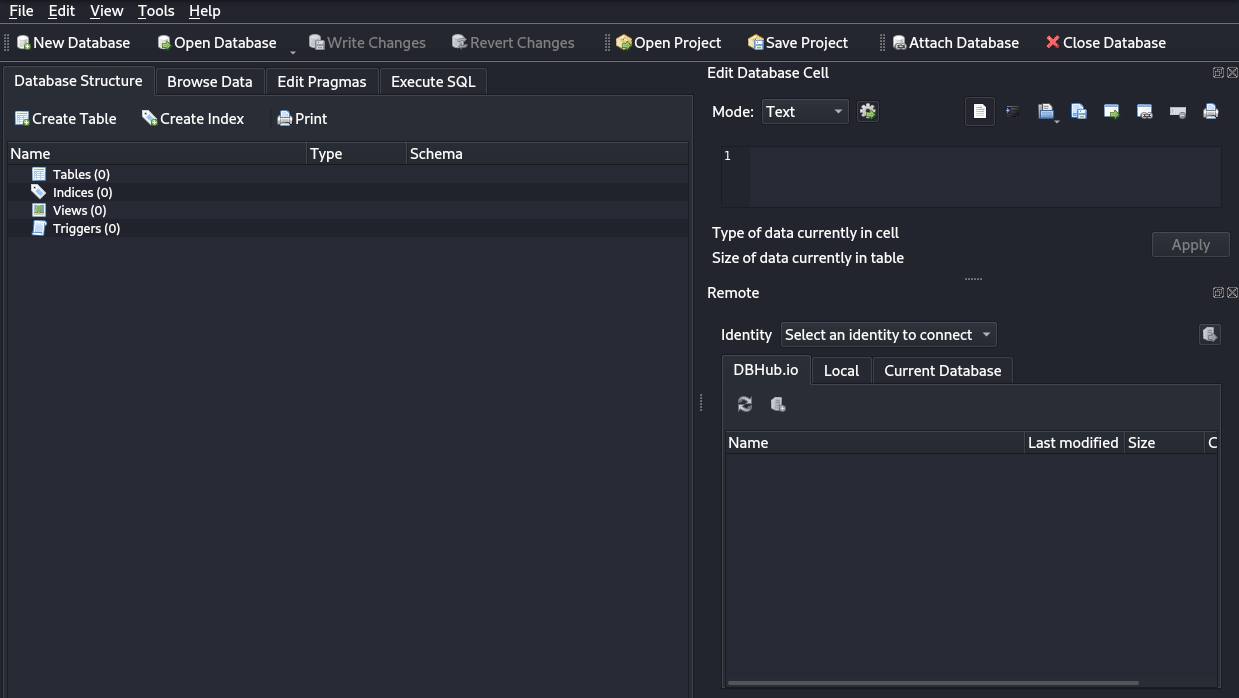 File Edit View Tools Help
New Database Open Database Write Changes Revert Changes Open Project Save Project Attach Database Close Database
Database Structure Browse Data Edit Pragmas Execute SQL
Create Table Create Index Print
Name Type Schema
Tables (0)
Indices (0)
Views (0)
Triggers (0)
Edit Database Cell
Mode: Text
1
Type of data currently in cell
Size of data currently in table
Apply
Remote
Identity Select an identity to connect
DBHub.io Local Current Database
Name Last modified Size C